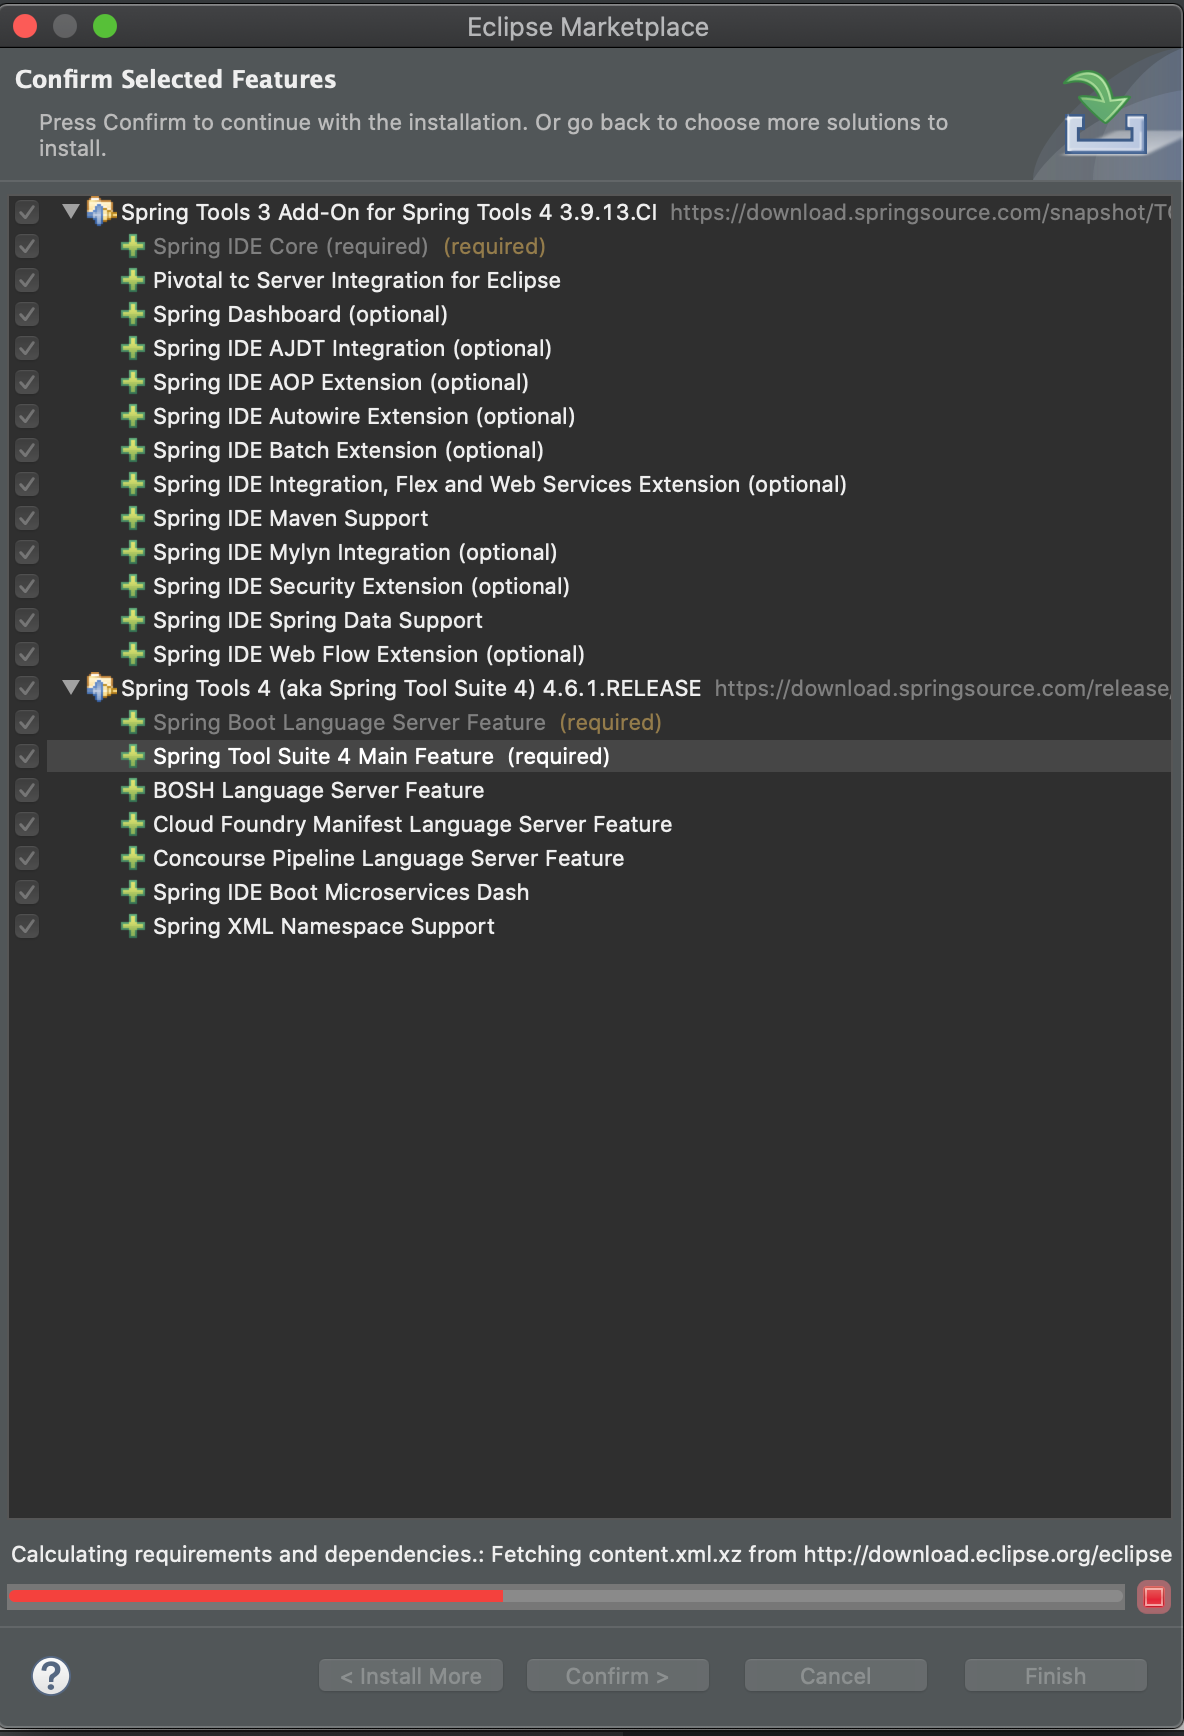 Eclipse Marketplace
Confirm Selected Features
Press Confirm to continue with the installation. Or go back to choose more solutions to
install.
Spring Tools 3 Add-On for Spring Tools 4 3.9.13.CI https://download.springsource.com/snapshot/TC
Spring IDE Core (required) (required)
Pivotal tc Server Integration for Eclipse
Spring Dashboard (optional)
Spring IDE AJDT Integration (optional)
Spring IDE AOP Extension (optional)
Spring IDE Autowire Extension (optional)
Spring IDE Batch Extension (optional)
Spring IDE Integration, Flex and Web Services Extension (optional)
Spring IDE Maven Support
Spring IDE Mylyn Integration (optional)
Spring IDE Security Extension (optional)
Spring IDE Spring Data Support
Spring IDE Web Flow Extension (optional)
Spring Tools 4 (aka Spring Tool Suite 4) 4.6.1.RELEASE https://download.springsource.com/release/
Spring Boot Language Server Feature (required)
Spring Tool Suite 4 Main Feature (required)
BOSH Language Server Feature
Cloud Foundry Manifest Language Server Feature
Concourse Pipeline Language Server Feature
Spring IDE Boot Microservices Dash
Spring XML Namespace Support
Calculating requirements and dependencies.: Fetching content.xml.xz from http://download.eclipse.org/eclipse
?
< Install More
Confirm >
Cancel
Finish